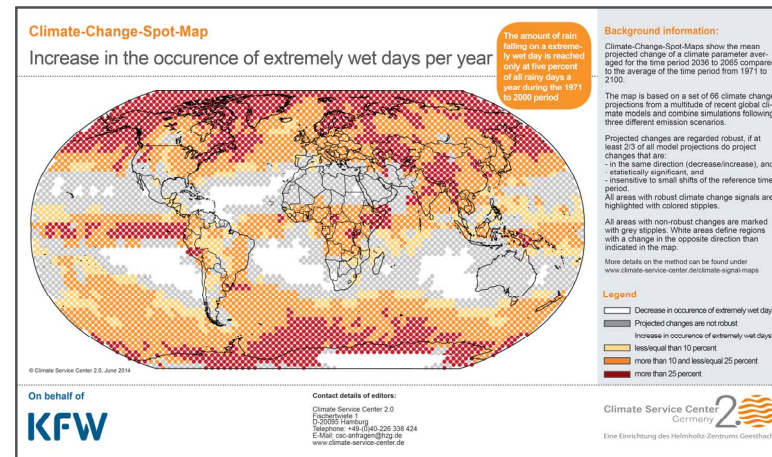 Climate-Change-Spot-Map
Increase in the occurence of extremely wet days per year
The amount of rain
falling on a extreme-
ly wet day is reached
only at five percent
of all rainy days a
year during the 1971
to 2000 period
Background information:
Climate-Change-Spot-Maps show the mean
projected change of a climate parameter aver-
aged for the time period 2036 to 2065 compare
to the average of the time period from 1971 to
2100.
The map is based on a set of 66 climate change
projections from a multitude of recent global cli-
mate models and combine simulations following
three different emission scenarios.
Projected changes are regarded robust, if at
least 2/3 of all model projections do project
changes that are:
- in the same direction (decrease/increase), and
- statistically significant, and
- insensitive to small shifts of the reference time
period.
All areas with robust climate change signals are
highlighted with colored stipples.
All areas with non-robust changes are marked
with grey stipples. White areas define regions
with a change in the opposite direction than
indicated in the map.
More details on the method can be found under
www.climate-service-center.de/climate-signal-maps
Legend
Decrease in occurence of extremely wet day
Projected changes are not robust
Increase in occurence of extremely wet days
less/equal than 10 percent
more than 10 and less/equal 25 percent
more than 25 percent
© Climate Service Center 2.0. June 2014
On behalf of
KFW
Contact details of editors:
Climate Service Center 2.0
Fischertwiete 1
D-20095 Hamburg
Telephone: +49-(0)40-226 338 424
E-Mail: csc-anfragen@hzg.de
www.climate-service-center.de
Climate Service Center 2.0
Germany
Eine Einrichtung des Helmholtz-Zentrums Geesthach